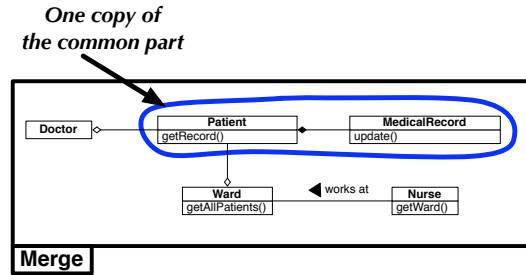 One copy of
the common part
Doctor
Patient
getRecord()
MedicalRecord
update()
Ward
getAllPatients()
works at
Nurse
getWard()
Merge